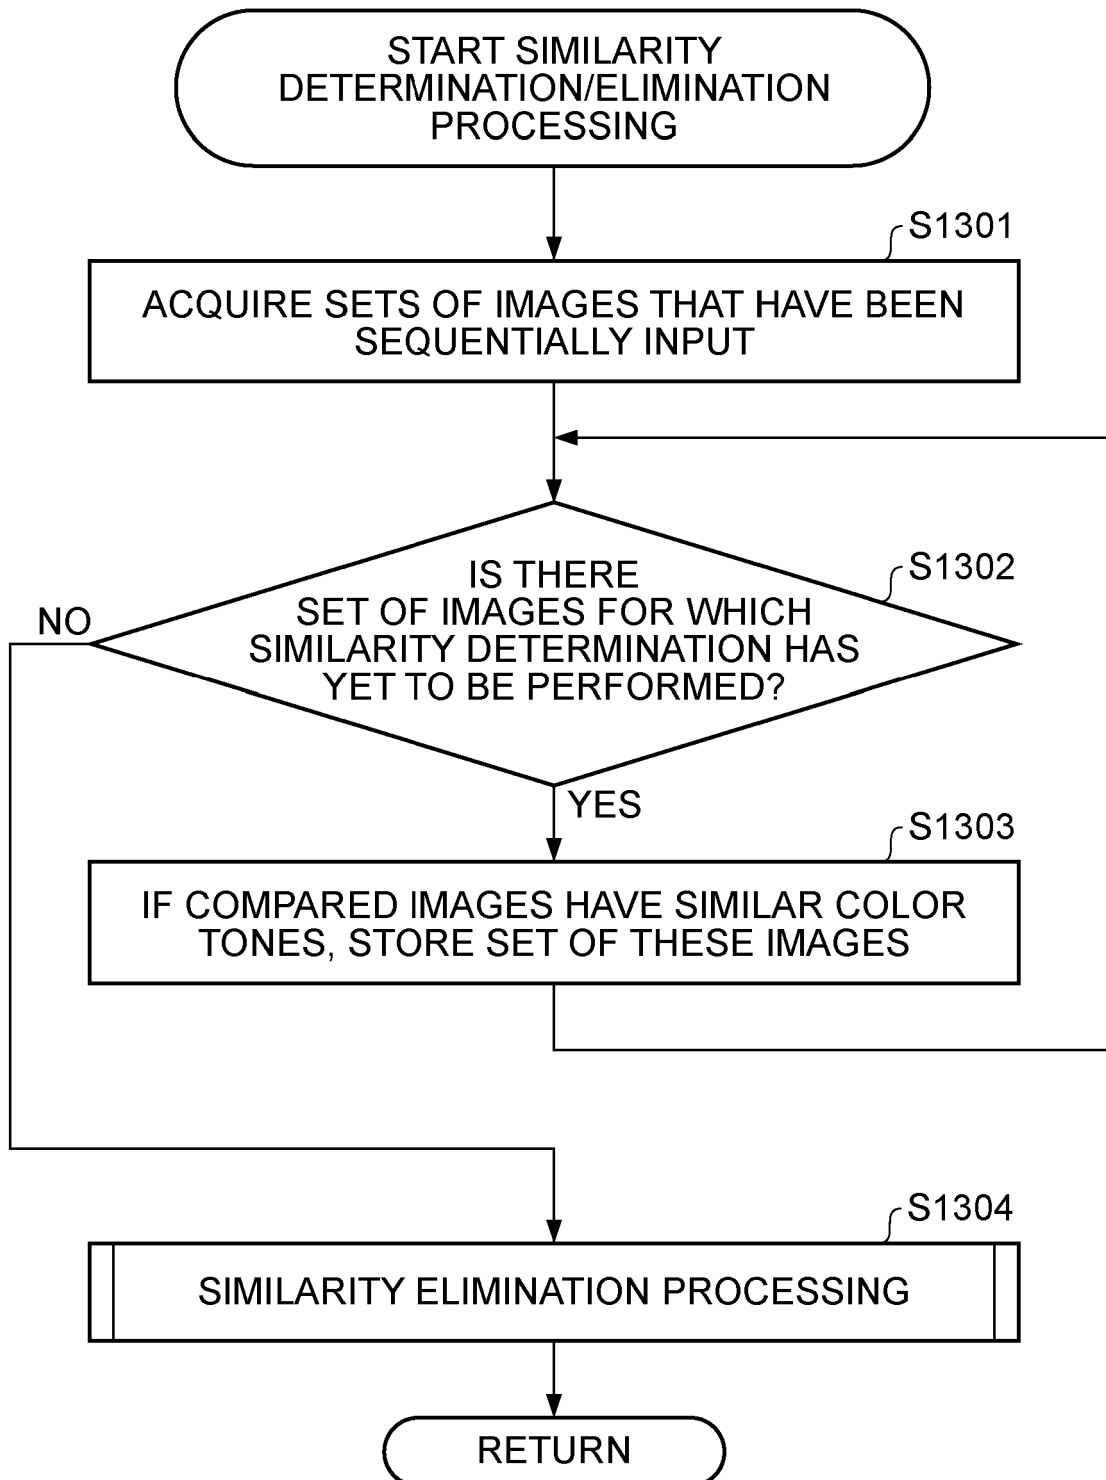 START SIMILARITY
DETERMINATION/ELIMINATION
PROCESSING
S1301
ACQUIRE SETS OF IMAGES THAT HAVE BEEN
SEQUENTIALLY INPUT
S1302
IS THERE
SET OF IMAGES FOR WHICH
SIMILARITY DETERMINATION HAS
YET TO BE PERFORMED?
NO
YES
S1303
IF COMPARED IMAGES HAVE SIMILAR COLOR
TONES, STORE SET OF THESE IMAGES
S1304
SIMILARITY ELIMINATION PROCESSING
RETURN